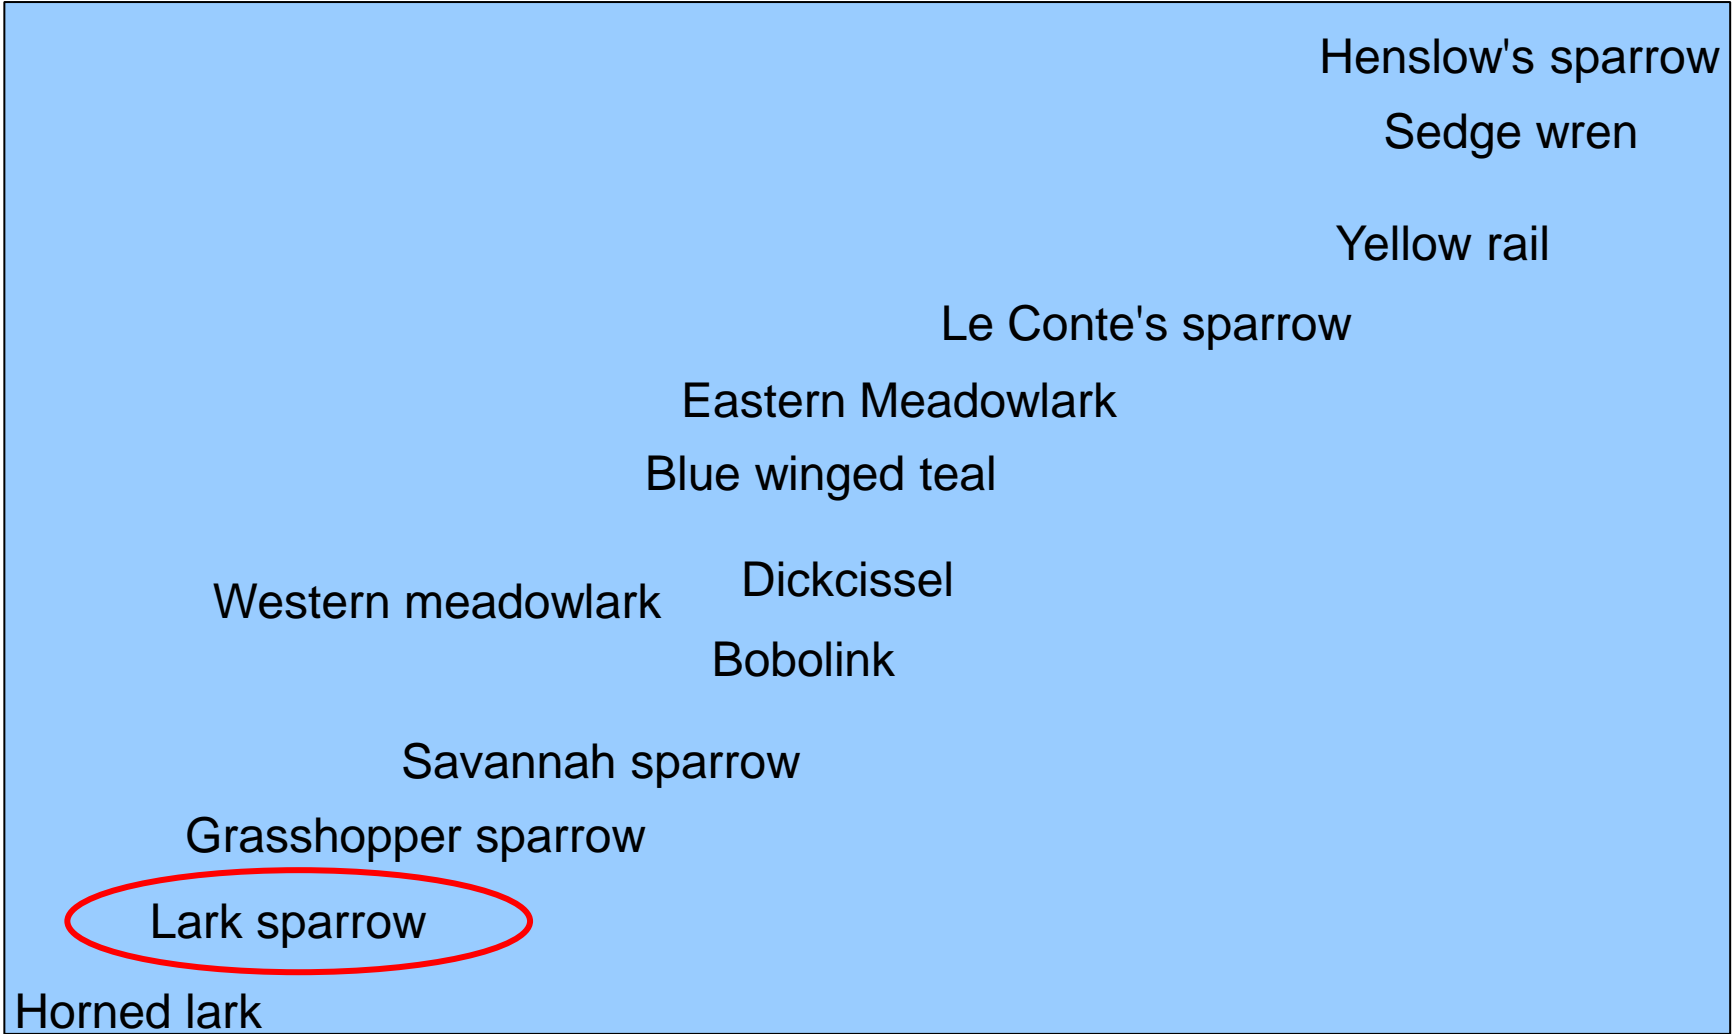 Henslow's sparrow
Sedge wren
Yellow rail
Le Conte's sparrow
Eastern Meadowlark
Blue winged teal
Dickcissel
Western meadowlark
Bobolink
Savannah sparrow
Grasshopper sparrow
Lark sparrow
Horned lark